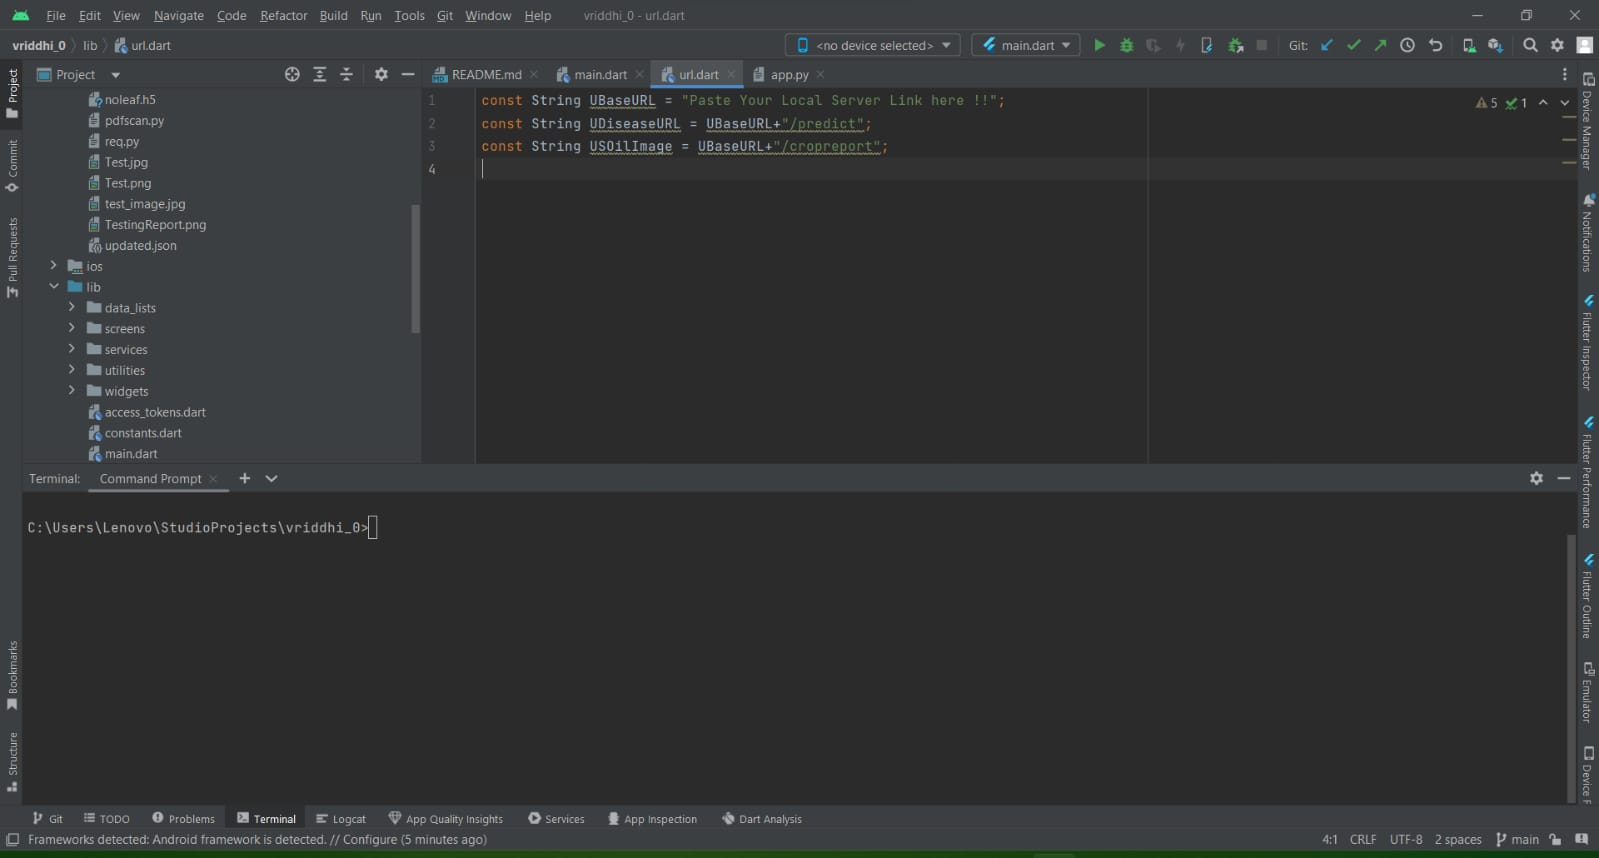 File Edit View Navigate Code Refactor Build Run Tools Git Window Help vriddhi_0 - url.dart
vriddhi_0 lib url.dart <no device selected> main.dart Git:
Project README.md main.dart url.dart app.py
noleaf.h5
pdfscan.py
req.py
Test.jpg
Test.png
test_image.jpg
TestingReport.png
updated.json
ios
lib
data_lists
screens
services
utilities
widgets
access_tokens.dart
constants.dart
main.dart
1 const String UBaseURL = "Paste Your Local Server Link here !!";
2 const String UDiseaseURL = UBaseURL+"/predict";
3 const String USOilImage = UBaseURL+"/cropreport";
4
5 1
Project
Commit
Pull Requests
Bookmarks
Structure
Device Manager
Notifications
Flutter Inspector
Flutter Performance
Flutter Outline
Emulator
Device F
Terminal: Command Prompt
C:\Users\Lenovo\StudioProjects\vriddhi_0>
Git TODO Problems Terminal Logcat App Quality Insights Services App Inspection Dart Analysis
Frameworks detected: Android framework is detected. // Configure (5 minutes ago) 4:1 CRLF UTF-8 2 spaces main